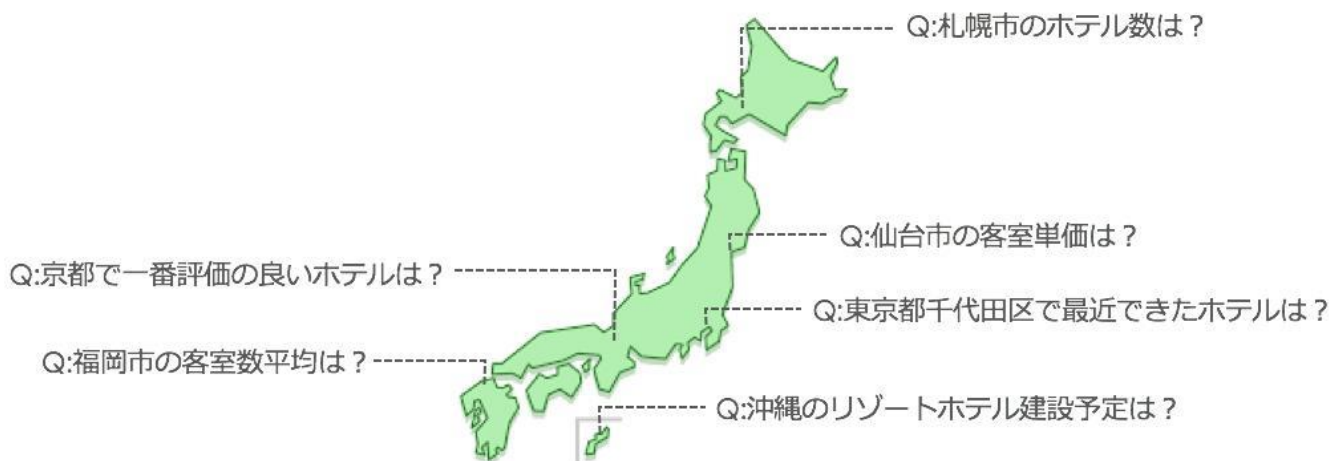 Q:札幌市のホテル数は？
Q:仙台市の客室単価は？
Q:京都で一番評価の良いホテルは？
Q:東京都千代田区で最近できたホテルは？
Q:福岡市の客室数平均は？
Q:沖縄のリゾートホテル建設予定は？